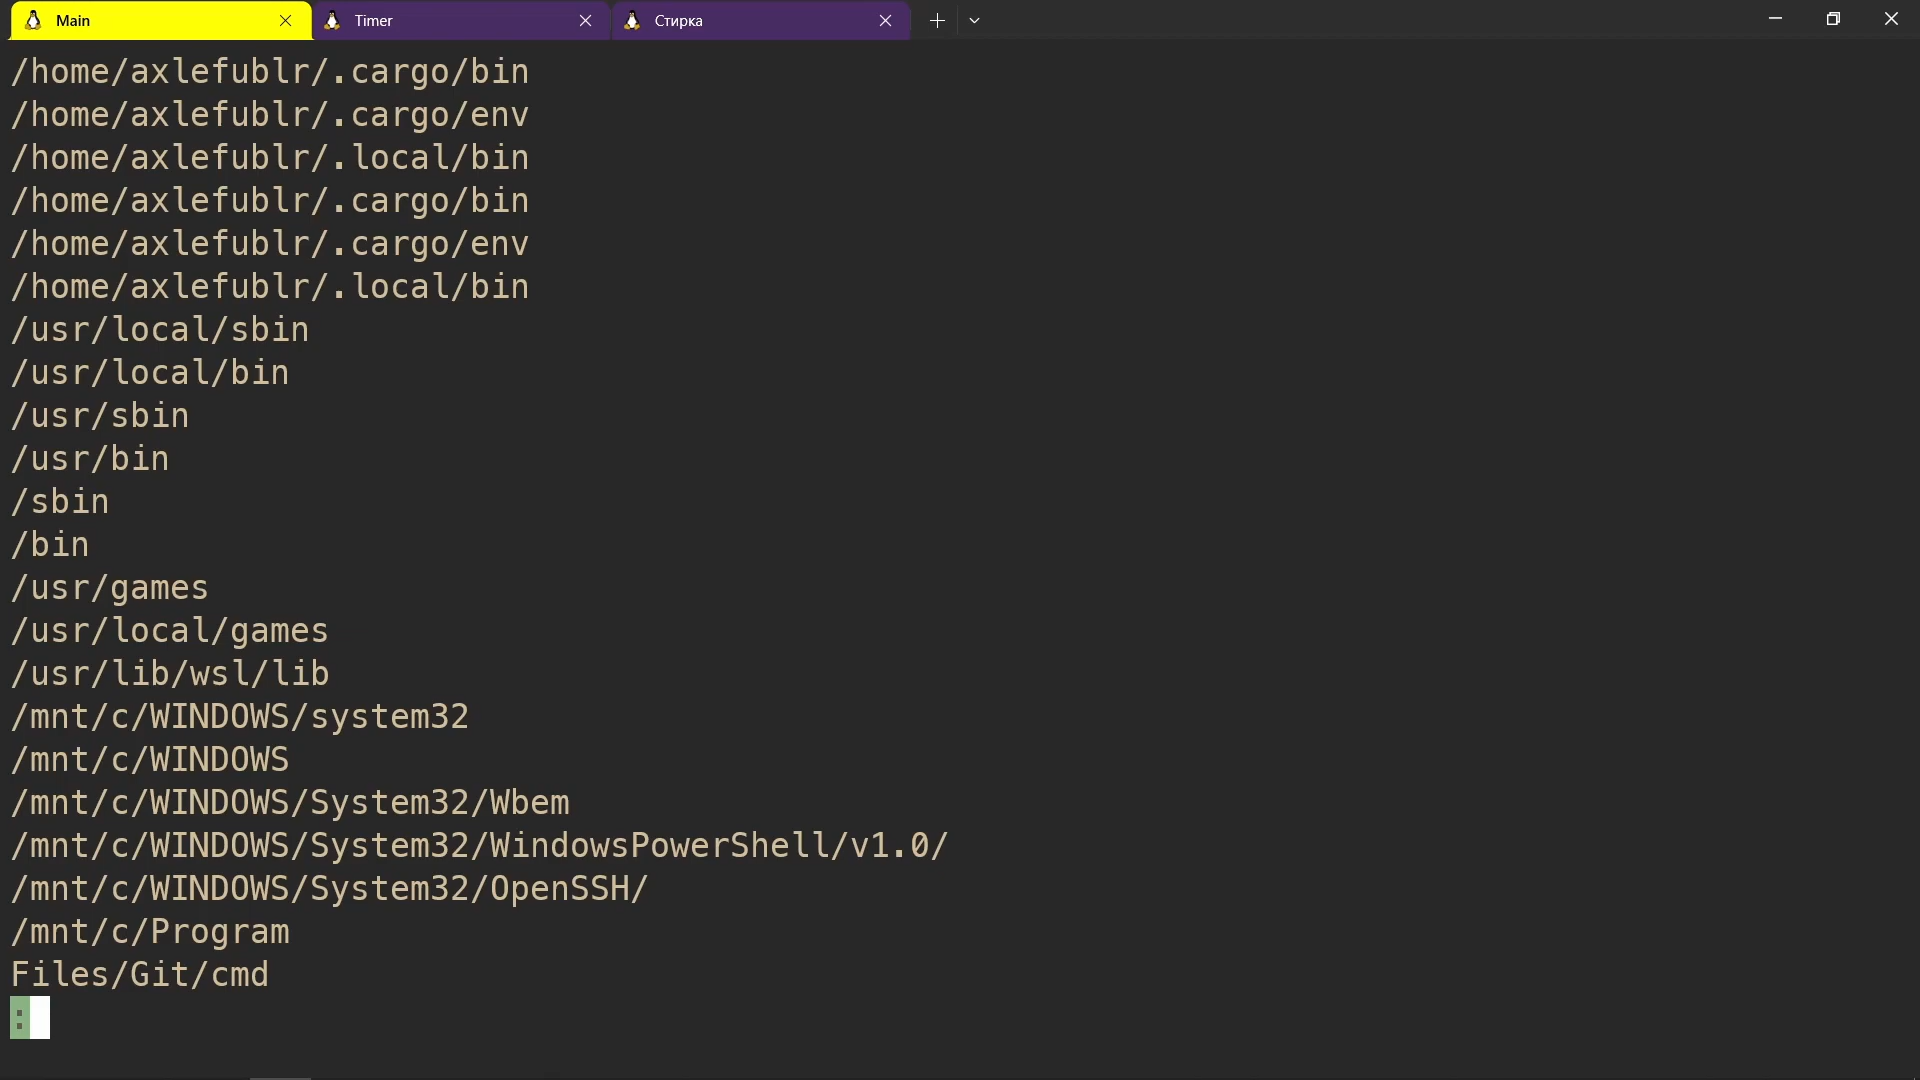 Main
Timer
Стирка
/home/axlefublr/.cargo/bin
/home/axlefublr/.cargo/env
/home/axlefublr/.local/bin
/home/axlefublr/.cargo/bin
/home/axlefublr/.cargo/env
/home/axlefublr/.local/bin
/usr/local/sbin
/usr/local/bin
/usr/sbin
/usr/bin
/sbin
/bin
/usr/games
/usr/local/games
/usr/lib/wsl/lib
/mnt/c/WINDOWS/system32
/mnt/c/WINDOWS
/mnt/c/WINDOWS/System32/Wbem
/mnt/c/WINDOWS/System32/WindowsPowerShell/v1.0/
/mnt/c/WINDOWS/System32/OpenSSH/
/mnt/c/Program
Files/Git/cmd
: